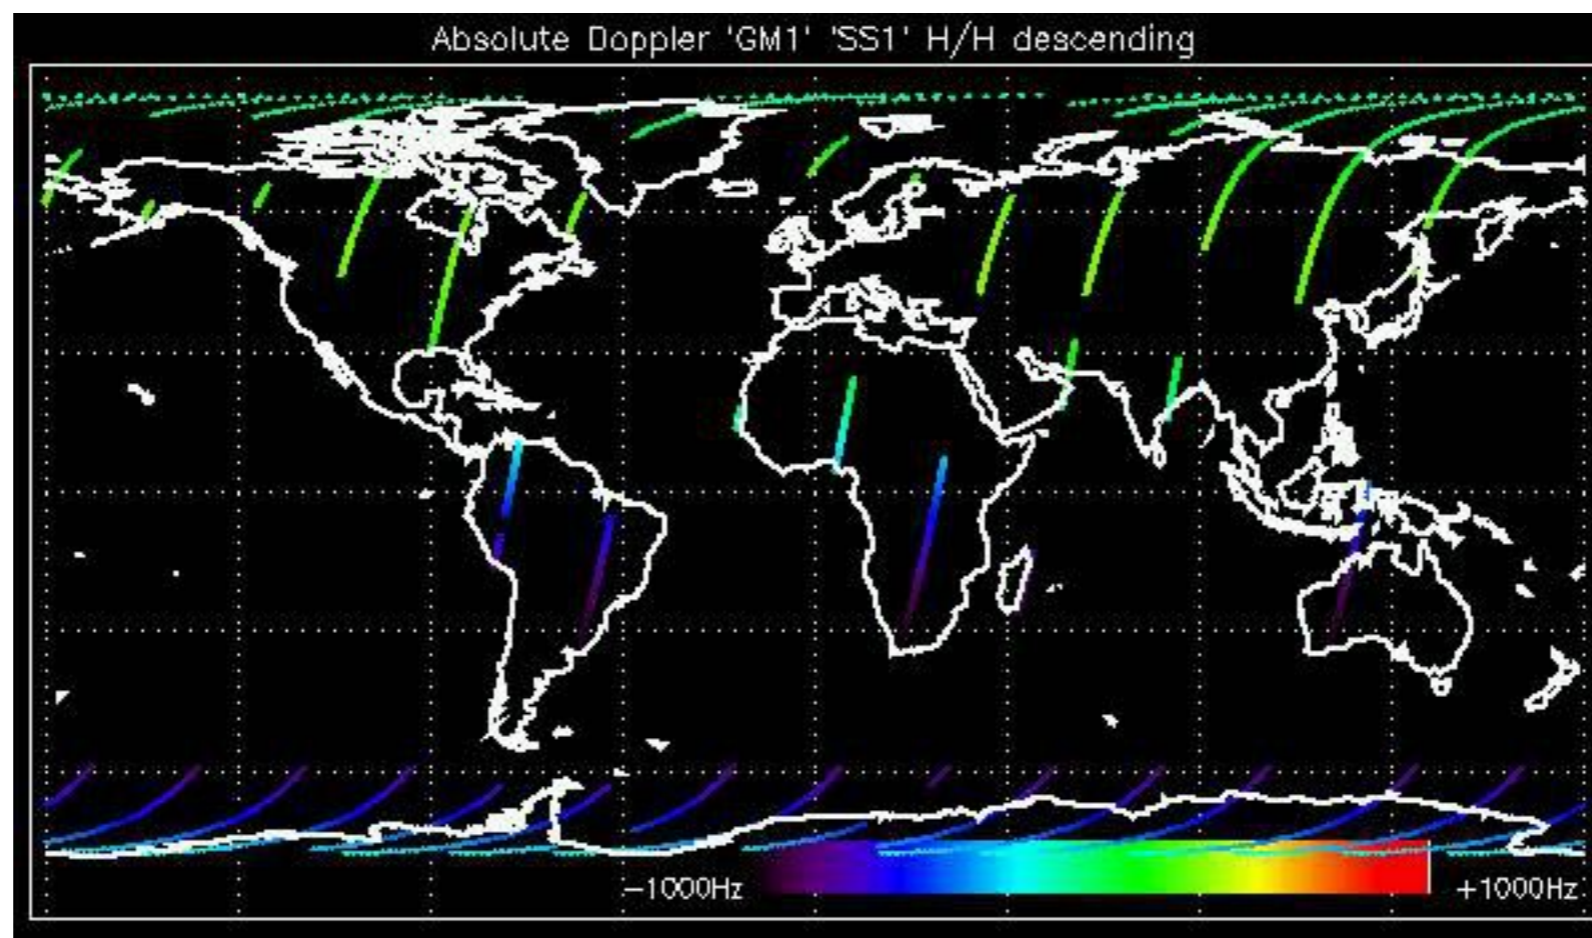 Absolute Doppler 'GM1' 'SS1' H/H descending
-1000Hz
+1000Hz